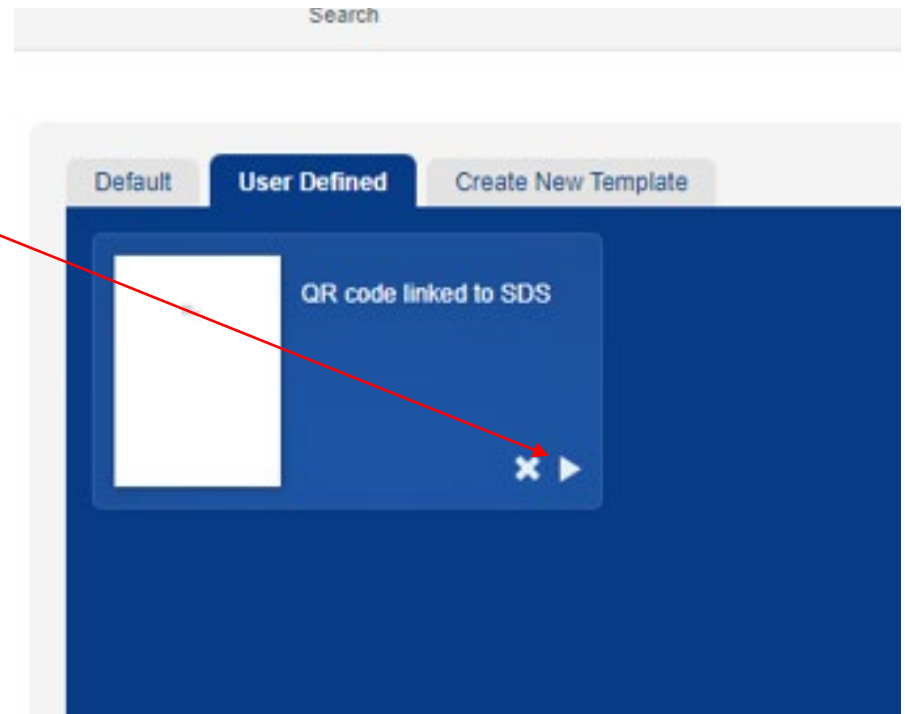 Search
Default User Defined Create New Template
QR code linked to SDS